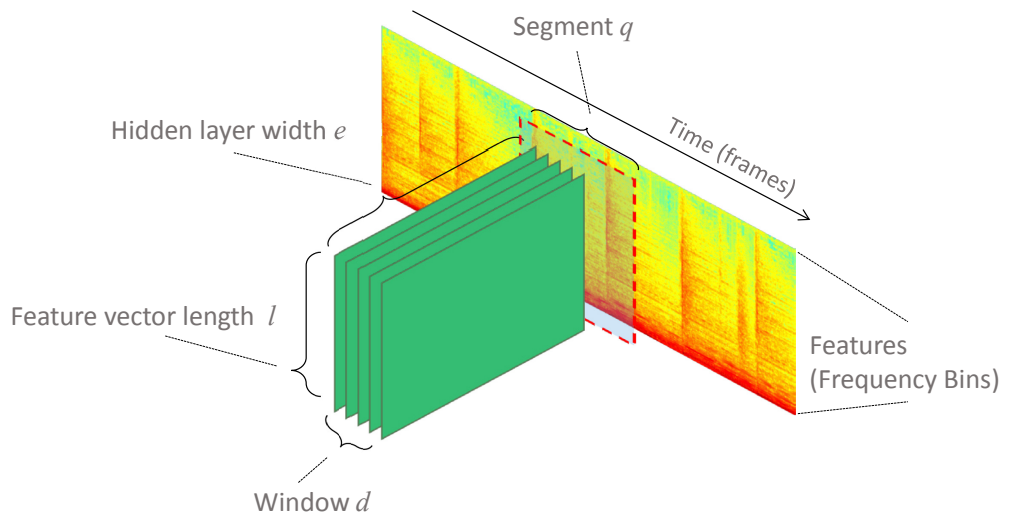 Segment q
Time (frames)
Hidden layer width e
Feature vector length l
Features
(Frequency Bins)
Window d